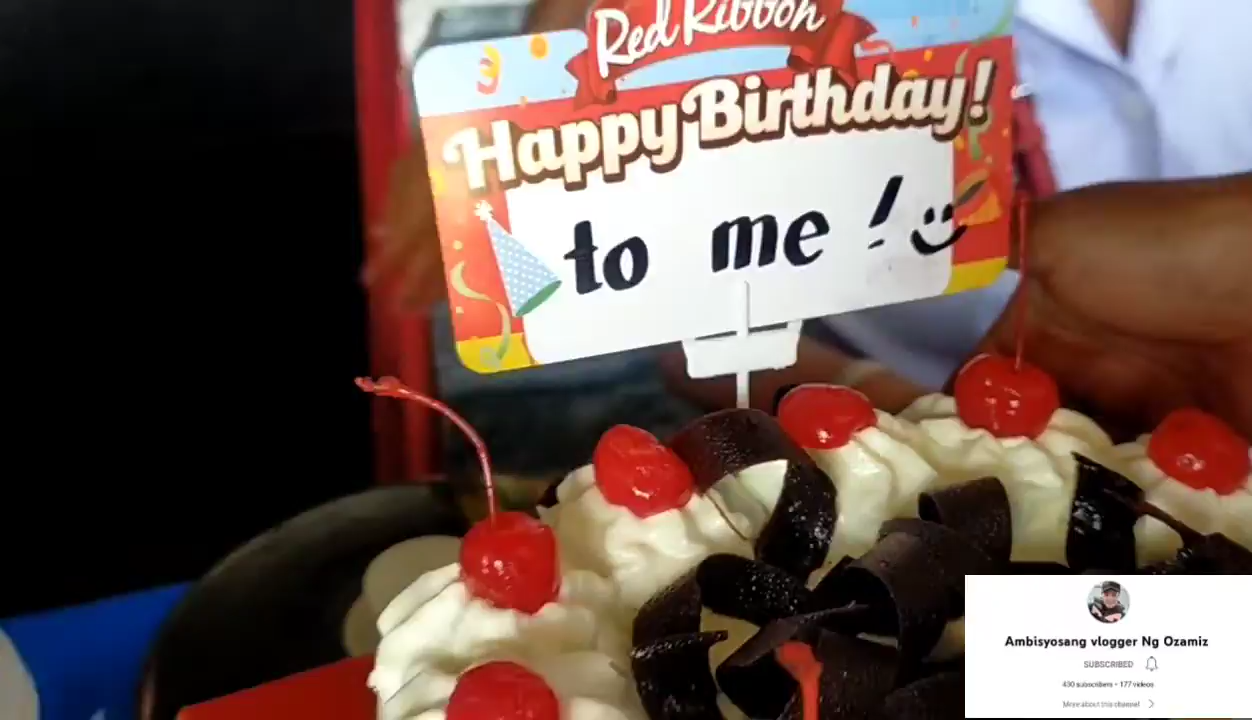 Red Ribbon
Happy Birthday!
to me !
Ambisyosang vlogger Ng Ozamiz
SUBSCRIBED
430 subscribers • 177 videos
More about this channel